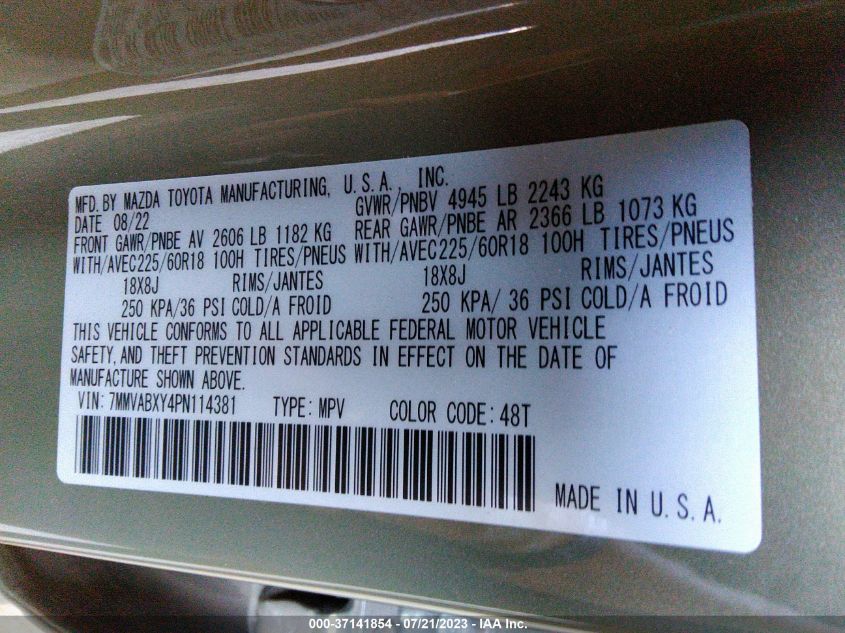 MFD. BY MAZDA TOYOTA MANUFACTURING, U.S.A. INC.
DATE 08/22 GVWR/PNBV 4945 LB 2243 KG
FRONT GAWR/PNBE AV 2606 LB 1182 KG REAR GAWR/PNBE AR 2366 LB 1073 KG
WITH/AVEC225/60R18 100H TIRES/PNEUS WITH/AVEC225/60R18 100H TIRES/PNEUS
18X8J RIMS/JANTES 18X8J RIMS/JANTES
250 KPA/36 PSI COLD/A FROID 250 KPA/ 36 PSI COLD/A FROID
THIS VEHICLE CONFORMS TO ALL APPLICABLE FEDERAL MOTOR VEHICLE
SAFETY, AND THEFT PREVENTION STANDARDS IN EFFECT ON THE DATE OF
MANUFACTURE SHOWN ABOVE.
VIN: 7MMVABXY4PN114381 TYPE: MPV COLOR CODE: 48T
MADE IN U.S.A.
000-37141854 - 07/21/2023 - IAA Inc.